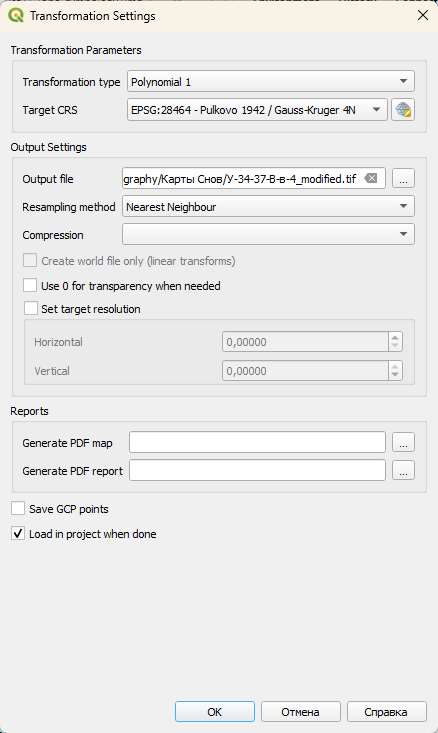 Transformation Settings
Transformation Parameters
Transformation type Polynomial 1
Target CRS EPSG:28464 - Pulkovo 1942 / Gauss-Kruger 4N
Output Settings
Output file graphy/Карты Снов/У-34-37-В-в-4_modified.tif ...
Resampling method Nearest Neighbour
Compression
Create world file only (linear transforms)
Use 0 for transparency when needed
Set target resolution
Horizontal 0,00000
Vertical 0,00000
Reports
Generate PDF map ...
Generate PDF report ...
Save GCP points
Load in project when done
OK Отмена Справка